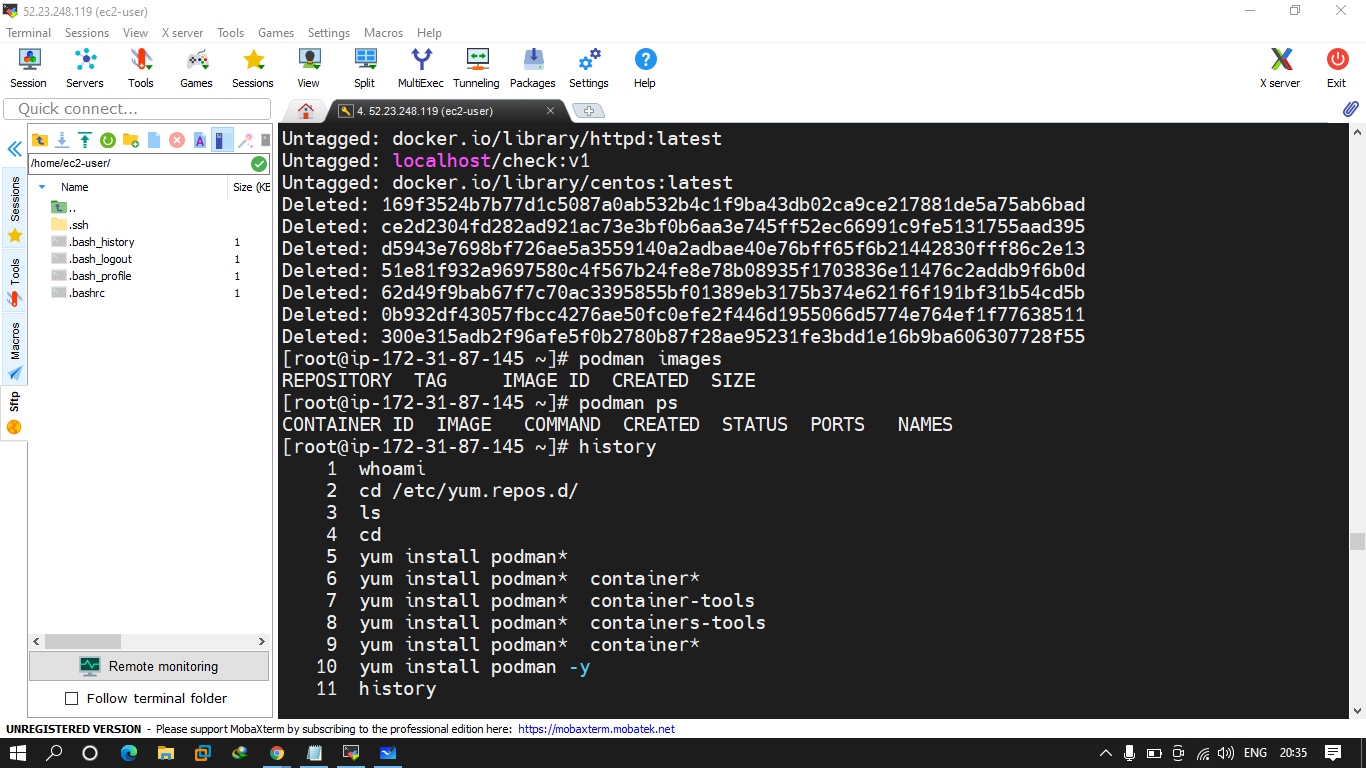 52.23.248.119 (ec2-user)
Terminal Sessions View X server Tools Games Settings Macros Help
Session Servers Tools Games Sessions View Split MultiExec Tunneling Packages Settings Help X server Exit
Quick connect...
4. 52.23.248.119 (ec2-user)
/home/ec2-user/
Name Size (KB
..
.ssh
.bash_history 1
.bash_logout 1
.bash_profile 1
.bashrc 1
Sessions
Tools
Macros
Sftp
Remote monitoring
Follow terminal folder
Untagged: docker.io/library/httpd:latest
Untagged: localhost/check:v1
Untagged: docker.io/library/centos:latest
Deleted: 169f3524b7b77d1c5087a0ab532b4c1f9ba43db02ca9ce217881de5a75ab6bad
Deleted: ce2d2304fd282ad921ac73e3bf0b6aa3e745ff52ec66991c9fe5131755aad395
Deleted: d5943e7698bf726ae5a3559140a2adbae40e76bff65f6b21442830fff86c2e13
Deleted: 51e81f932a9697580c4f567b24fe8e78b08935f1703836e11476c2addb9f6b0d
Deleted: 62d49f9bab67f7c70ac3395855bf01389eb3175b374e621f6f191bf31b54cd5b
Deleted: 0b932df43057fbcc4276ae50fc0efe2f446d1955066d5774e764ef1f77638511
Deleted: 300e315adb2f96afe5f0b2780b87f28ae95231fe3bdd1e16b9ba606307728f55
[root@ip-172-31-87-145 ~]# podman images
REPOSITORY TAG IMAGE ID CREATED SIZE
[root@ip-172-31-87-145 ~]# podman ps
CONTAINER ID IMAGE COMMAND CREATED STATUS PORTS NAMES
[root@ip-172-31-87-145 ~]# history
1 whoami
2 cd /etc/yum.repos.d/
3 ls
4 cd
5 yum install podman*
6 yum install podman* container*
7 yum install podman* container-tools
8 yum install podman* containers-tools
9 yum install podman* container*
10 yum install podman -y
11 history
UNREGISTERED VERSION - Please support MobaXterm by subscribing to the professional edition here: https://mobaxterm.mobatek.net
ENG 20:35